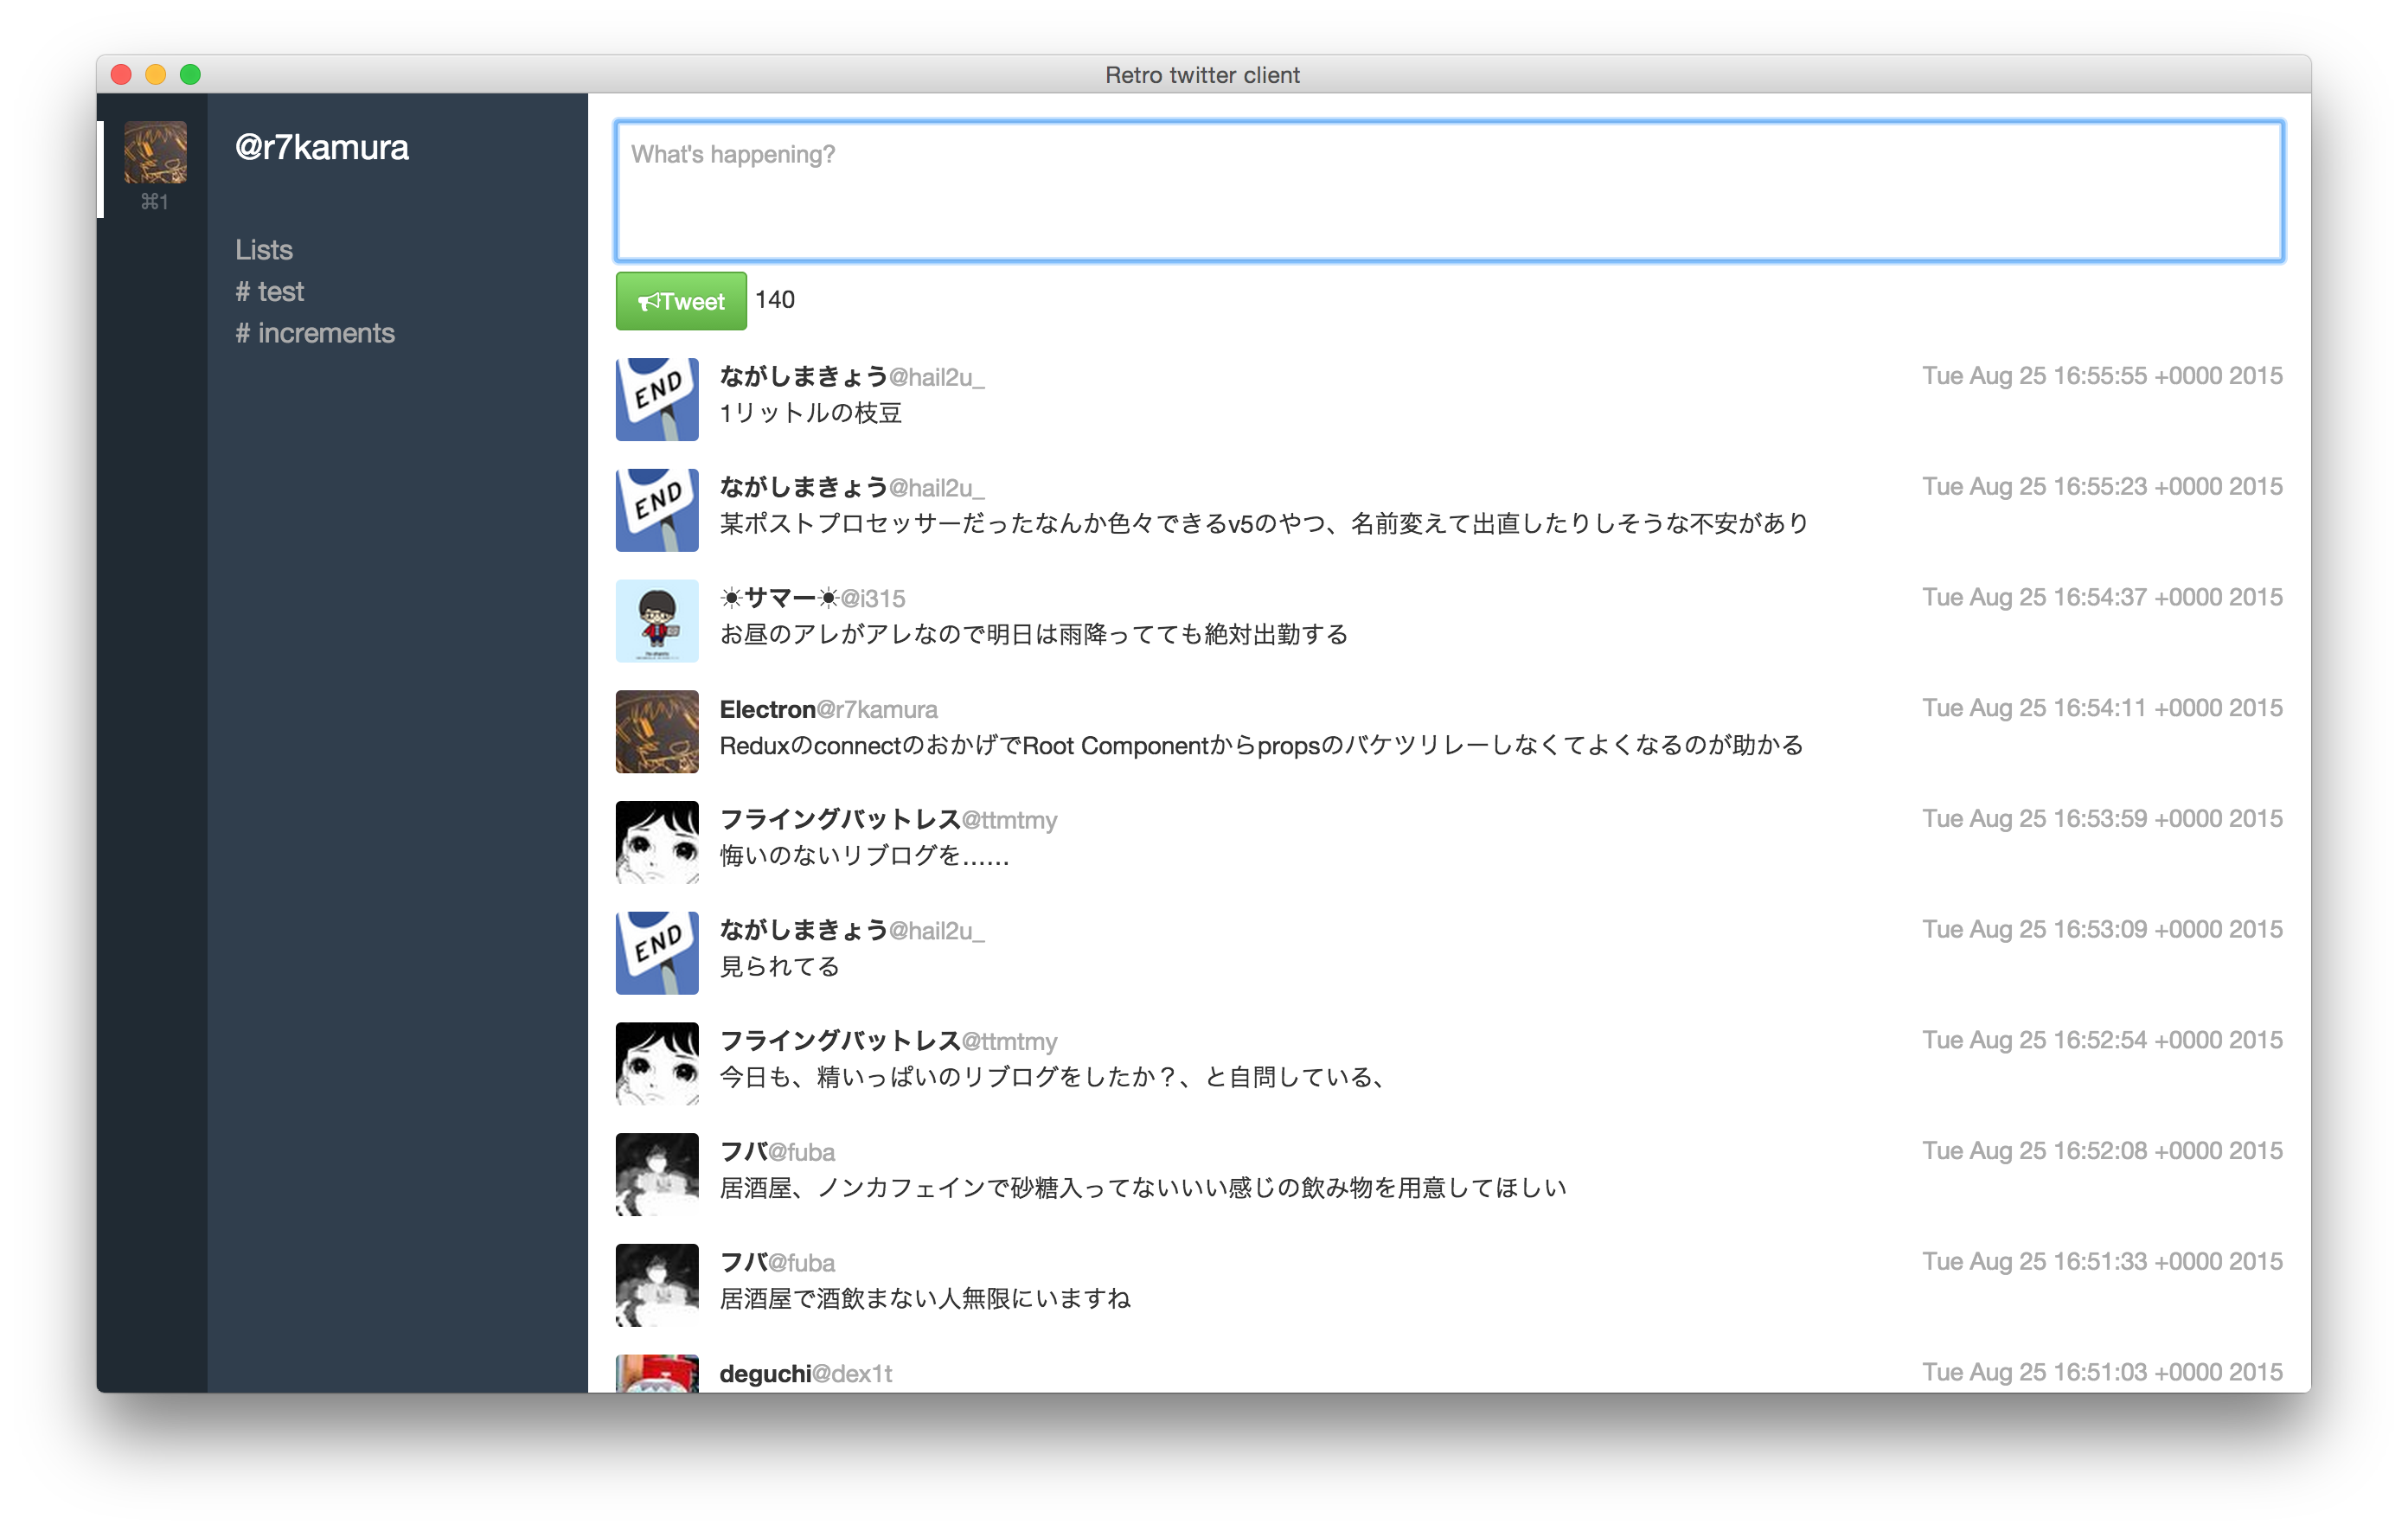 Retro twitter client
⌘1
@r7kamura
Lists
# test
# increments
What's happening?
Tweet 140
ながしまきょう@hail2u_ Tue Aug 25 16:55:55 +0000 2015
1リットルの枝豆
ながしまきょう@hail2u_ Tue Aug 25 16:55:23 +0000 2015
某ポストプロセッサーだったなんか色々できるv5のやつ、名前変えて出直したりしそうな不安があり
☀サマー☀@i315 Tue Aug 25 16:54:37 +0000 2015
お昼のアレがアレなので明日は雨降ってても絶対出勤する
Electron@r7kamura Tue Aug 25 16:54:11 +0000 2015
ReduxのconnectのおかげでRoot Componentからpropsのバケツリレーしなくてよくなるのが助かる
フライングバットレス@ttmtmy Tue Aug 25 16:53:59 +0000 2015
悔いのないリブログを……
ながしまきょう@hail2u_ Tue Aug 25 16:53:09 +0000 2015
見られてる
フライングバットレス@ttmtmy Tue Aug 25 16:52:54 +0000 2015
今日も、精いっぱいのリブログをしたか？、と自問している、
フバ@fuba Tue Aug 25 16:52:08 +0000 2015
居酒屋、ノンカフェインで砂糖入ってないいい感じの飲み物を用意してほしい
フバ@fuba Tue Aug 25 16:51:33 +0000 2015
居酒屋で酒飲まない人無限にいますね
deguchi@dex1t Tue Aug 25 16:51:03 +0000 2015
END
END
END